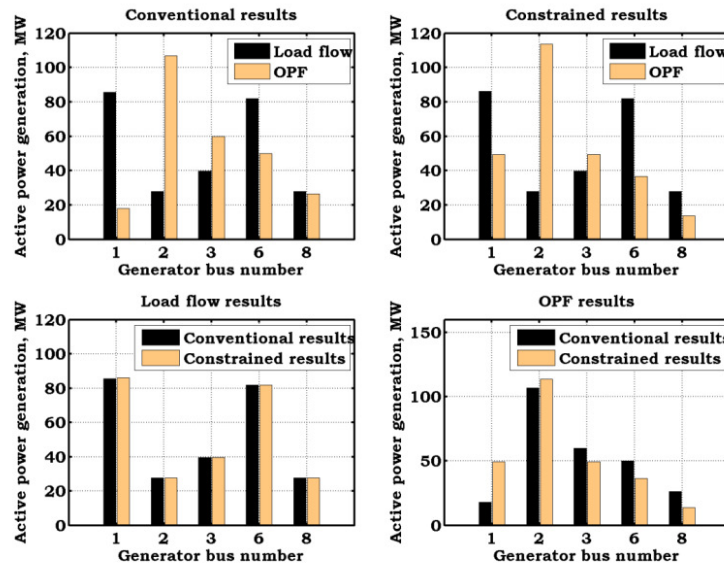 Conventional results
Active power generation, MW
120
100
80
60
40
20
0
Load flow
OPF
1 2 3 6 8
Generator bus number
Constrained results
Active power generation, MW
120
100
80
60
40
20
0
Load flow
OPF
1 2 3 6 8
Generator bus number
Load flow results
Active power generation, MW
120
100
80
60
40
20
0
Conventional results
Constrained results
1 2 3 6 8
Generator bus number
OPF results
Active power generation, MW
150
100
50
0
Conventional results
Constrained results
1 2 3 6 8
Generator bus number